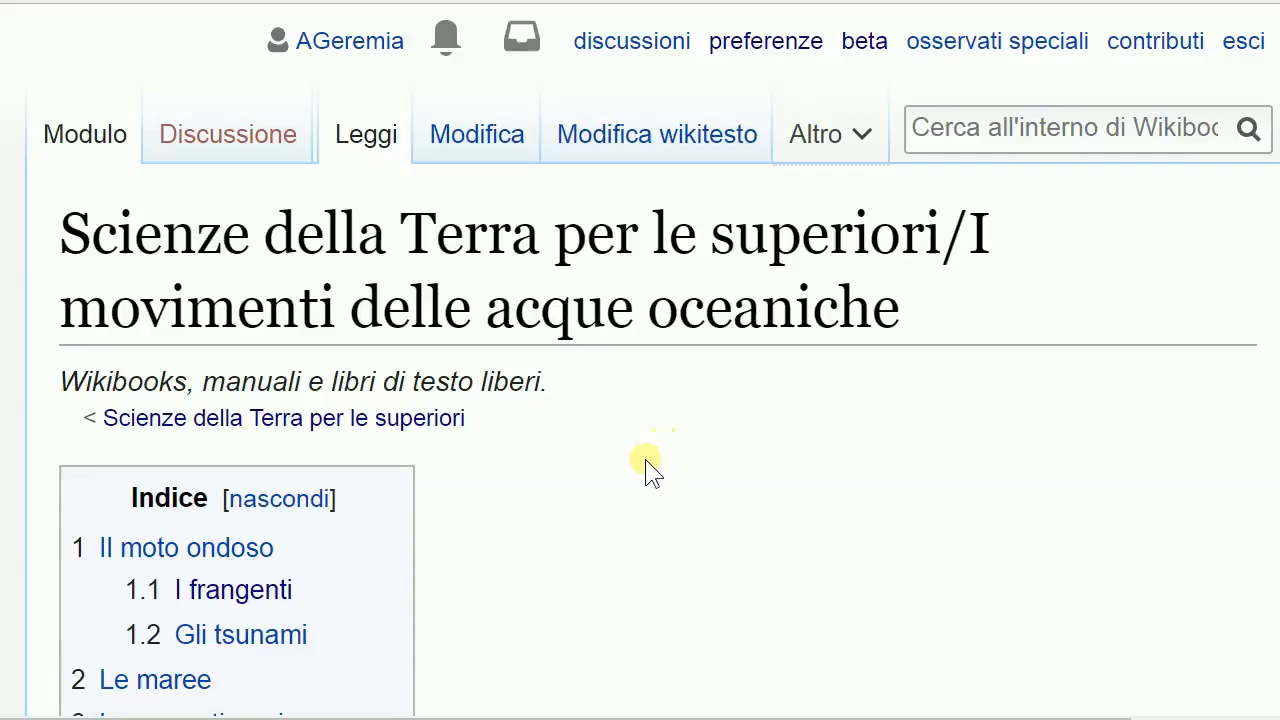 AGeremia discussioni preferenze beta osservati speciali contributi esci
Modulo Discussione Leggi Modifica Modifica wikitesto Altro Cerca all'interno di Wikiboo
Scienze della Terra per le superiori/I
movimenti delle acque oceaniche
Wikibooks, manuali e libri di testo liberi.
< Scienze della Terra per le superiori
Indice [nascondi]
1 Il moto ondoso
1.1 I frangenti
1.2 Gli tsunami
2 Le maree